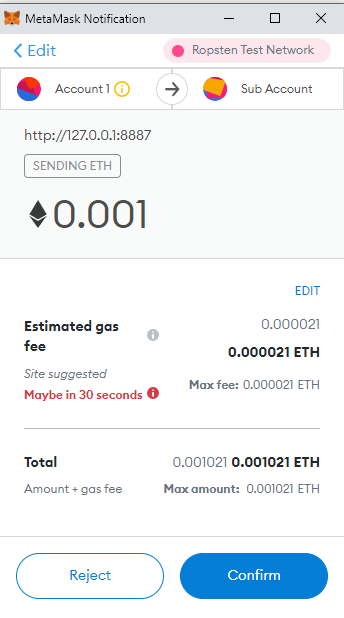 MetaMask Notification
Edit
Ropsten Test Network
Account 1
Sub Account
http://127.0.0.1:8887
SENDING ETH
0.001
EDIT
Estimated gas fee
0.000021
0.000021 ETH
Site suggested
Max fee: 0.000021 ETH
Maybe in 30 seconds
Total
0.001021 0.001021 ETH
Amount + gas fee
Max amount: 0.001021 ETH
Reject
Confirm